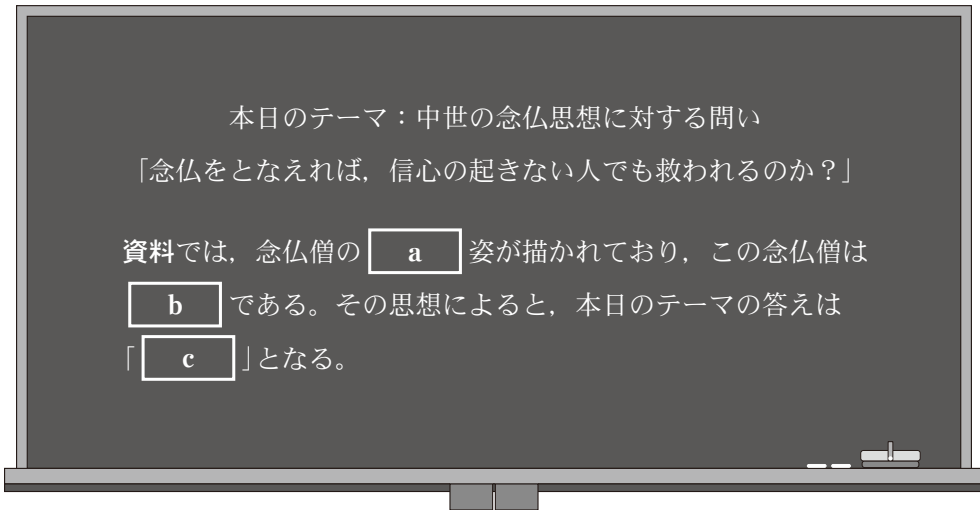 本日のテーマ：中世の念仏思想に対する問い
「念仏をとなえれば，信心の起きない人でも救われるのか？」
資料では，念仏僧の a 姿が描かれており，この念仏僧は
b である。その思想によると，本日のテーマの答えは
「 c 」となる。